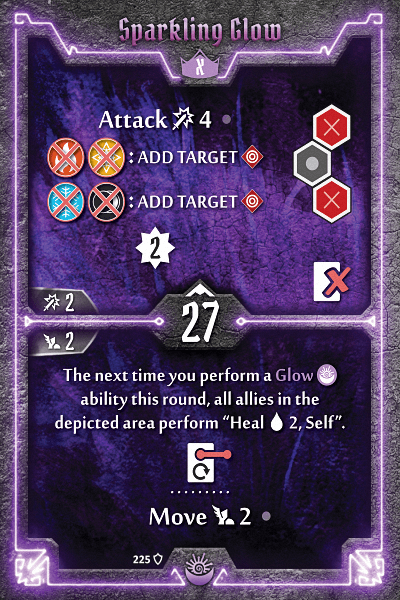 Sparkling Glow
X
Attack 4
: ADD TARGET
: ADD TARGET
2
2
27
2
The next time you perform a Glow
ability this round, all allies in the
depicted area perform “Heal 2, Self”.
Move 2
225